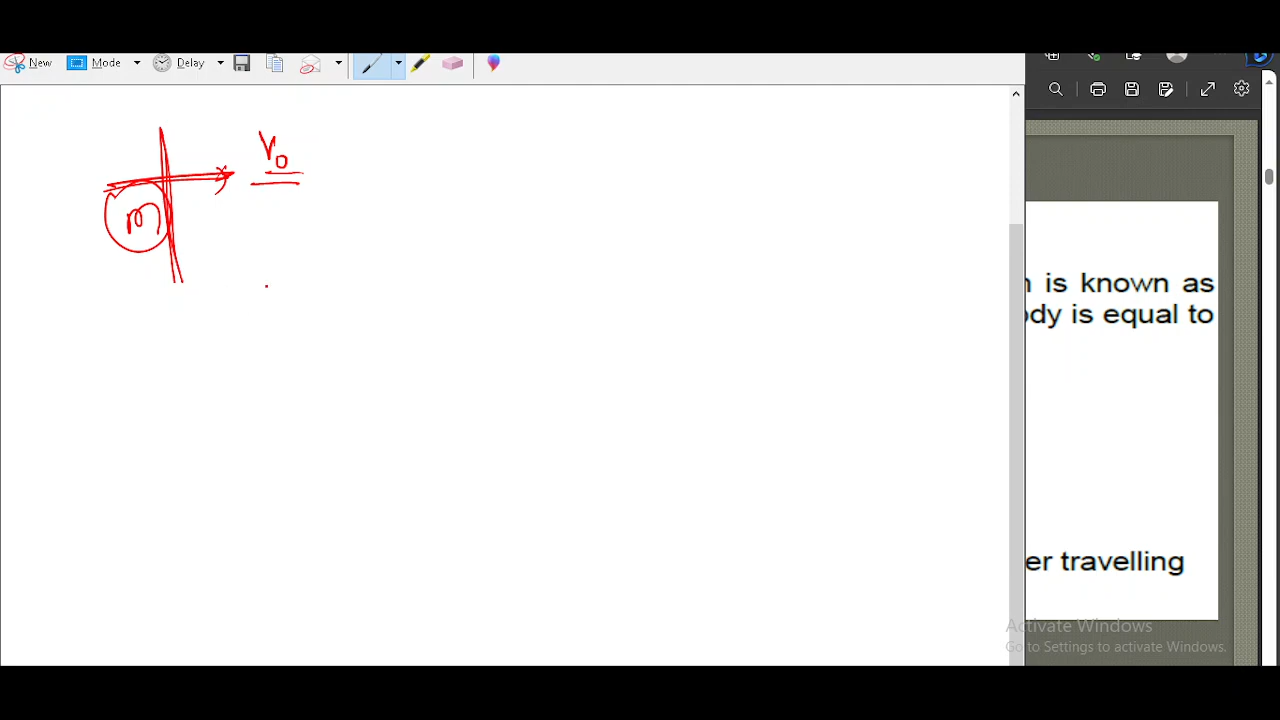 New Mode Delay
V0
m
is known as
ody is equal to
er travelling
Activate Windows
Go to Settings to activate Windows.